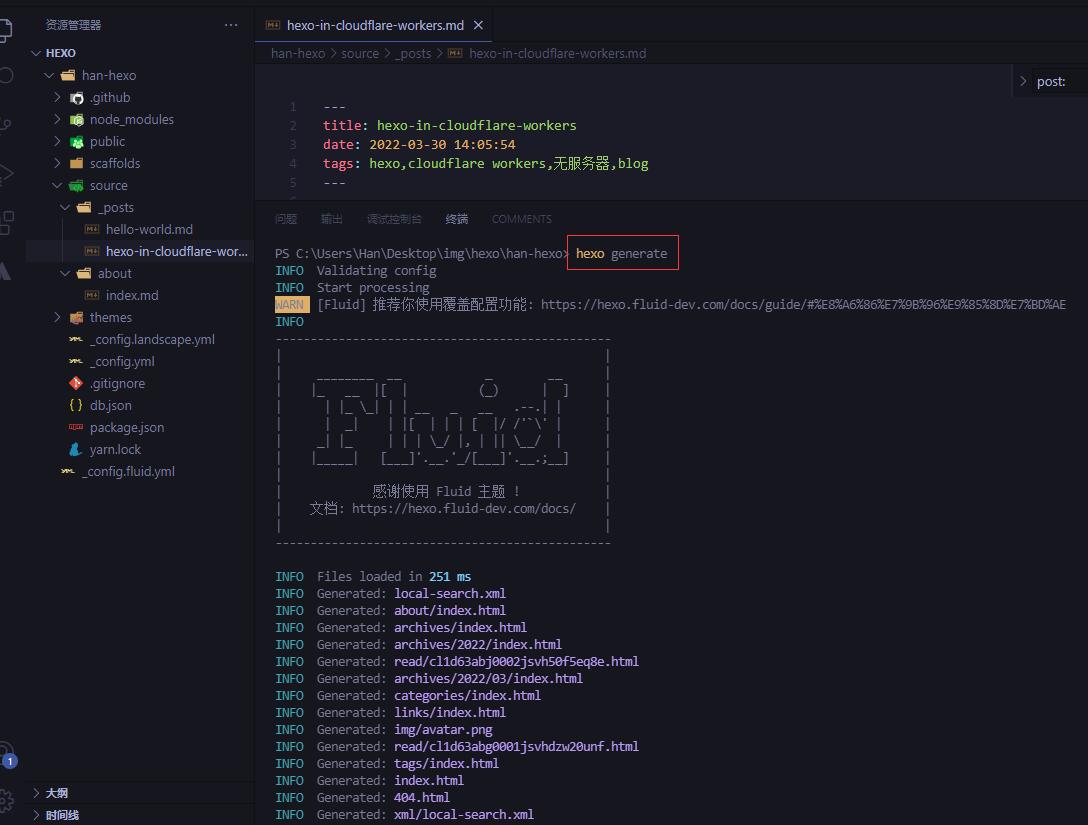 资源管理器
HEXO
han-hexo
.github
node_modules
public
scaffolds
source
_posts
hello-world.md
hexo-in-cloudflare-wor...
about
index.md
themes
_config.landscape.yml
_config.yml
.gitignore
db.json
package.json
yarn.lock
_config.fluid.yml
大纲
时间线
1
hexo-in-cloudflare-workers.md
han-hexo > source > _posts > hexo-in-cloudflare-workers.md
post:
1 ---
2 title: hexo-in-cloudflare-workers
3 date: 2022-03-30 14:05:54
4 tags: hexo,cloudflare workers,无服务器,blog
5 ---
问题 输出 调试控制台 终端 COMMENTS
PS C:\Users\Han\Desktop\img\hexo\han-hexo> hexo generate
INFO Validating config
INFO Start processing
WARN [Fluid] 推荐你使用覆盖配置功能: https://hexo.fluid-dev.com/docs/guide/#%E8%A6%86%E7%9B%96%E9%85%8D%E7%BD%AE
INFO
Fluid
感谢使用 Fluid 主题 !
文档: https://hexo.fluid-dev.com/docs/
INFO Files loaded in 251 ms
INFO Generated: local-search.xml
INFO Generated: about/index.html
INFO Generated: archives/index.html
INFO Generated: archives/2022/index.html
INFO Generated: read/cl1d63abj0002jsvh50f5eq8e.html
INFO Generated: archives/2022/03/index.html
INFO Generated: categories/index.html
INFO Generated: links/index.html
INFO Generated: img/avatar.png
INFO Generated: read/cl1d63abg0001jsvhdzw20unf.html
INFO Generated: tags/index.html
INFO Generated: index.html
INFO Generated: 404.html
INFO Generated: xml/local-search.xml